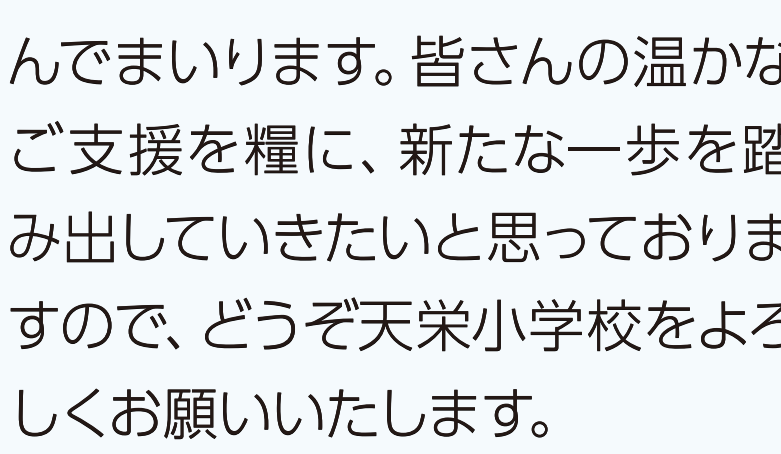 んでまいります。皆さんの温かな
ご支援を糧に、新たな一歩を踏
み出していきたいと思っておりま
すので、どうぞ天栄小学校をよろ
しくお願いいたします。